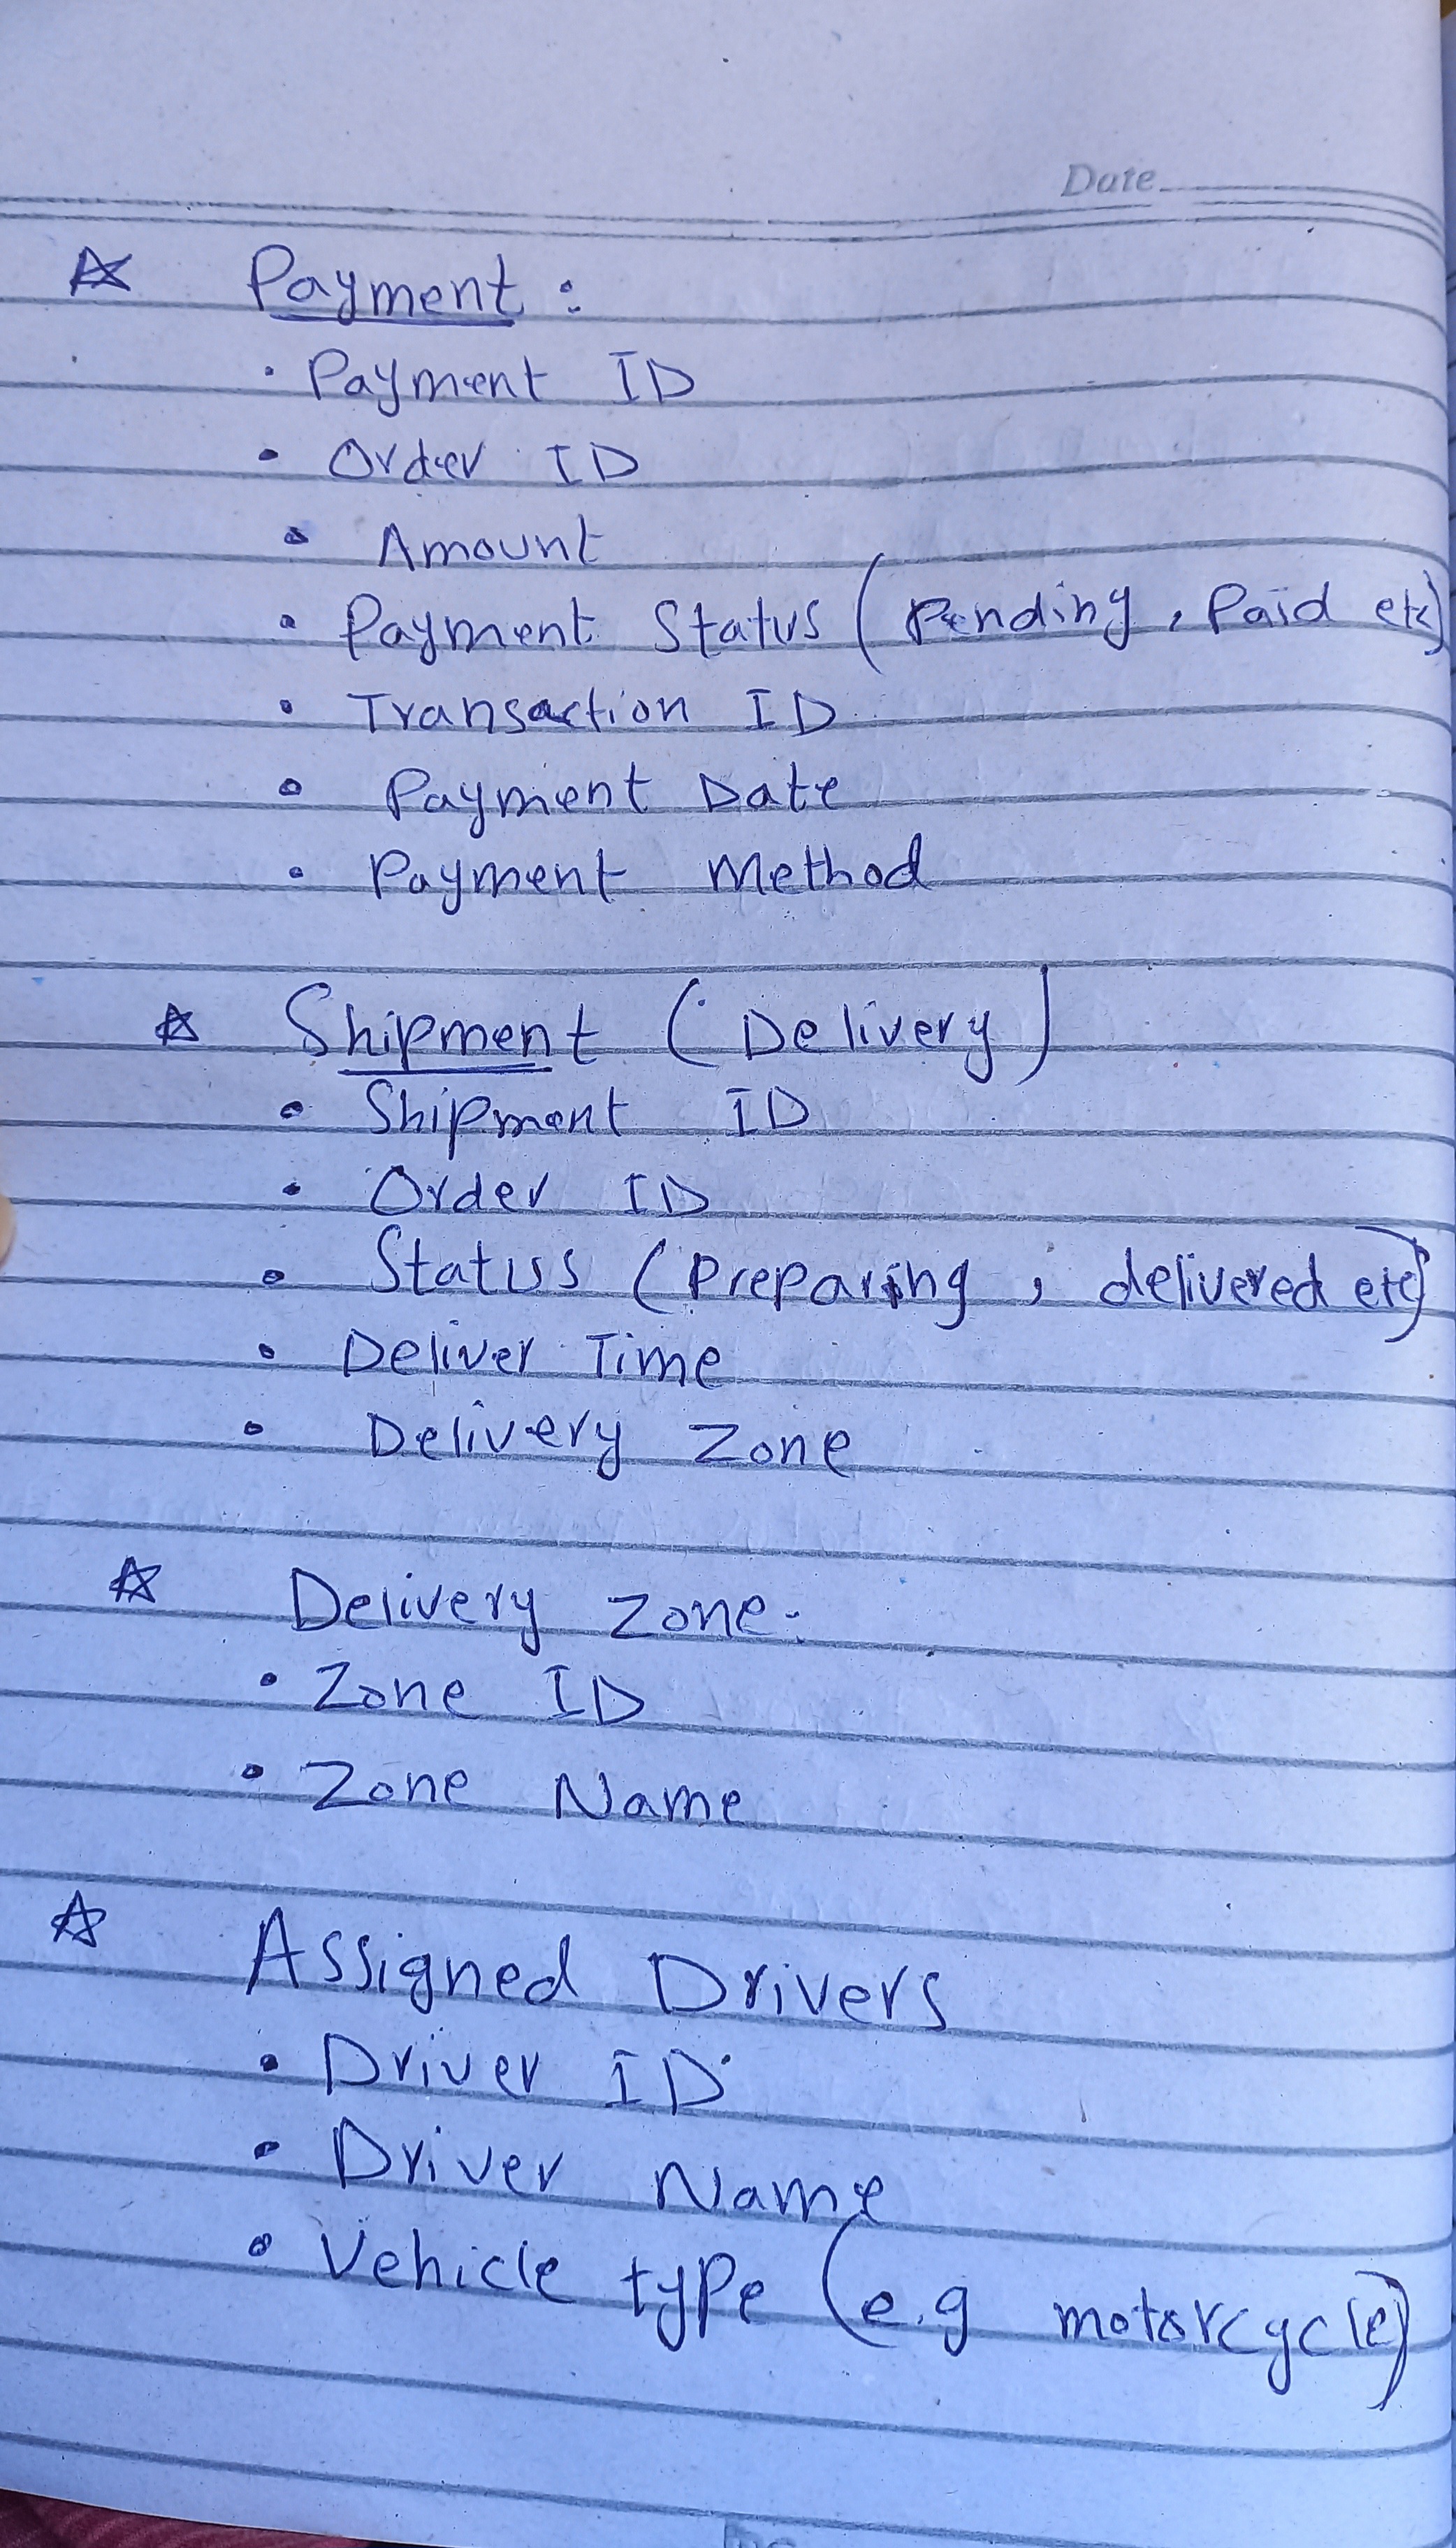 Date
☆ Payment :
• Payment ID
• Order ID
• Amount
• Payment Status (Pending, Paid etc)
• Transaction ID
• Payment Date
• Payment Method
☆ Shipment (Delivery)
• Shipment ID
• Order ID
• Status (Preparing, delivered etc)
• Deliver Time
• Delivery Zone
☆ Delivery Zone:
• Zone ID
• Zone Name
☆ Assigned Drivers
• Driver ID
• Driver Name
• Vehicle type (e.g motorcycle)